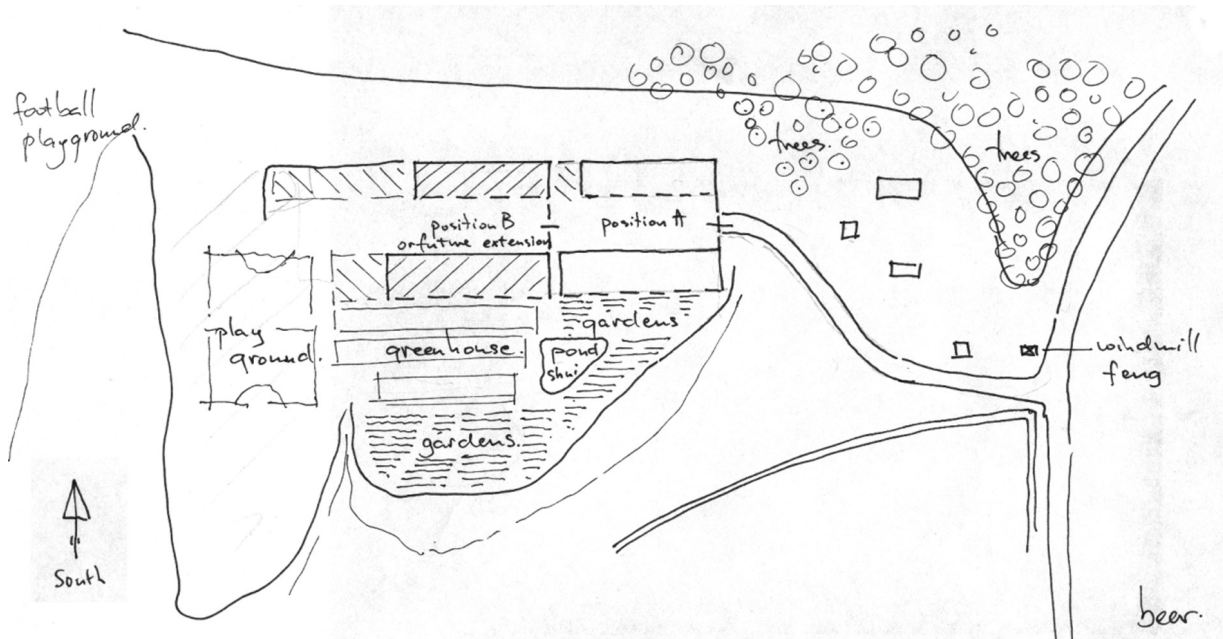 football
playground.
trees.
trees
position B
or future extension
position A
play
ground.
greenhouse.
gardens
pond
shui
gardens.
windmill
feng
South
beer.